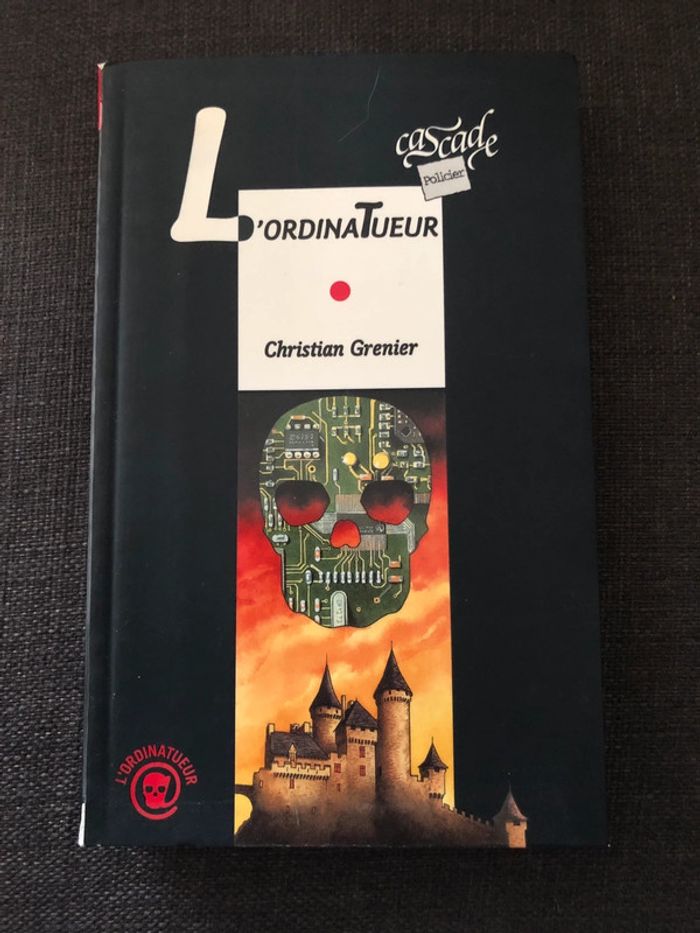 cascade
Policier
L'ORDINATUEUR
Christian Grenier
L'ORDINATUEUR